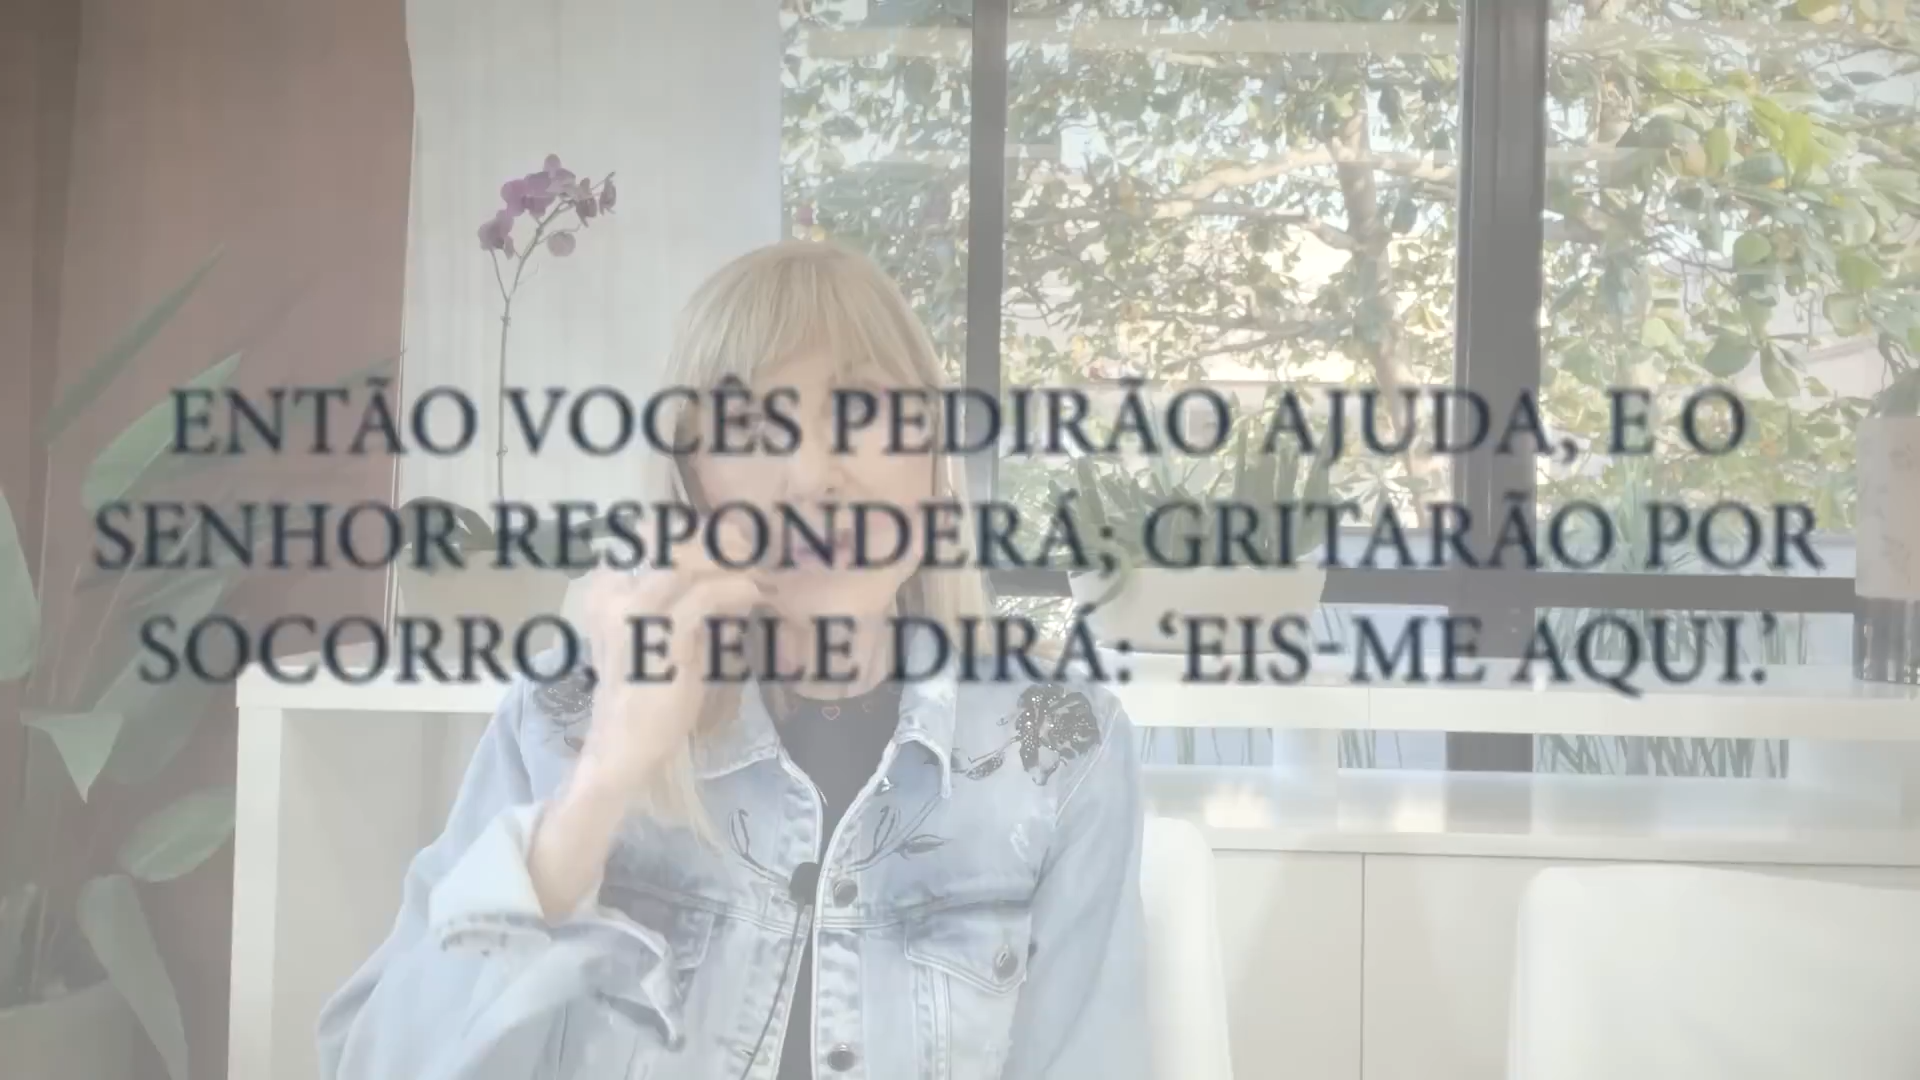 ENTÃO VOCÊS PEDIRÃO AJUDA, E O
SENHOR RESPONDERÁ; GRITARÃO POR
SOCORRO, E ELE DIRÁ: ‘EIS-ME AQUI.’